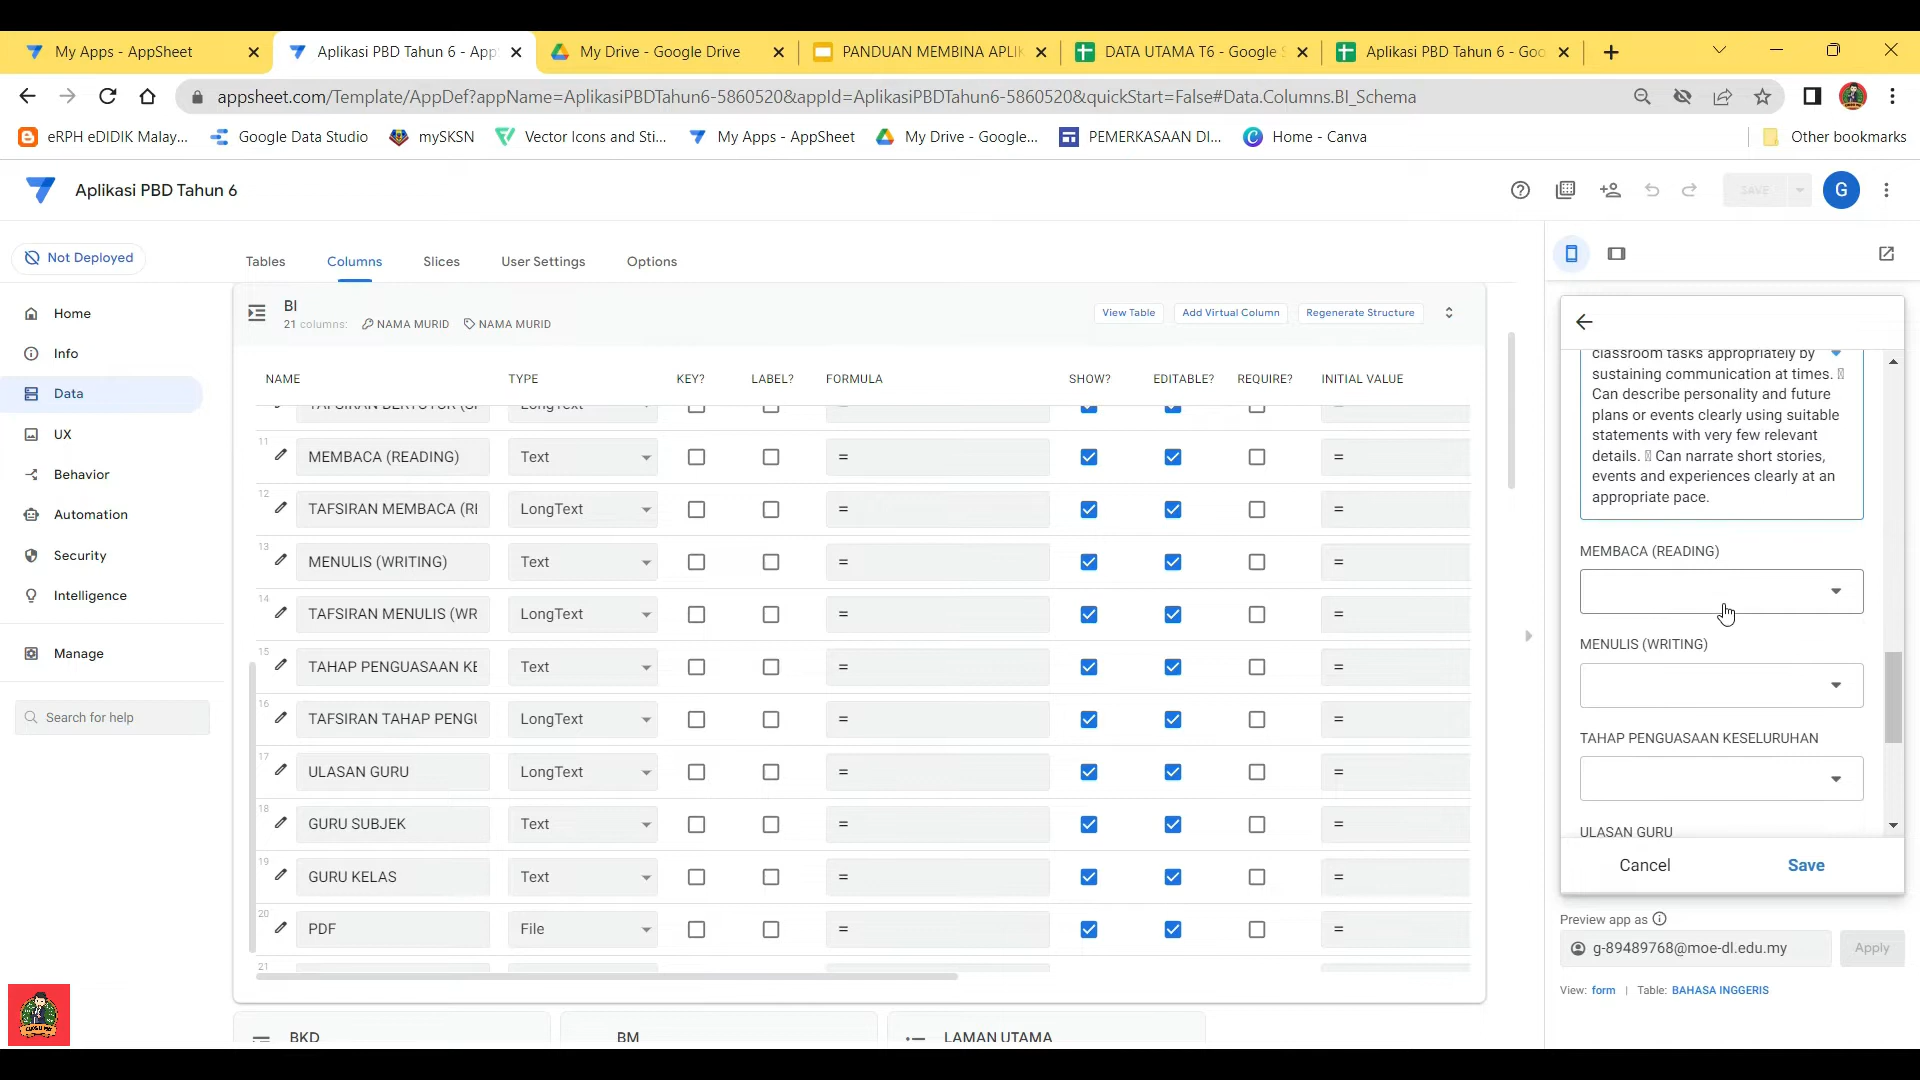 My Apps - AppSheet
Aplikasi PBD Tahun 6 - App
My Drive - Google Drive
PANDUAN MEMBINA APLIK
DATA UTAMA T6 - Google S
Aplikasi PBD Tahun 6 - Goo
appsheet.com/Template/AppDef?appName=AplikasiPBDTahun6-5860520&appId=AplikasiPBDTahun6-5860520&quickStart=False#Data.Columns.BI_Schema
eRPH eDIDIK Malay...
Google Data Studio
mySKSN
Vector Icons and Sti...
My Apps - AppSheet
My Drive - Google...
PEMERKASAAN DI...
Home - Canva
Other bookmarks
Aplikasi PBD Tahun 6
SAVE
G
Not Deployed
Tables
Columns
Slices
User Settings
Options
Home
Info
Data
UX
Behavior
Automation
Security
Intelligence
Manage
Search for help
BI
21 columns: NAMA MURID NAMA MURID
View Table
Add Virtual Column
Regenerate Structure
NAME TYPE KEY? LABEL? FORMULA SHOW? EDITABLE? REQUIRE? INITIAL VALUE
TAFSIRAN BERTUTUR (SP LongText = =
11 MEMBACA (READING) Text = =
12 TAFSIRAN MEMBACA (RE LongText = =
13 MENULIS (WRITING) Text = =
14 TAFSIRAN MENULIS (WR LongText = =
15 TAHAP PENGUASAAN KE Text = =
16 TAFSIRAN TAHAP PENGU LongText = =
17 ULASAN GURU LongText = =
18 GURU SUBJEK Text = =
19 GURU KELAS Text = =
20 PDF File = =
21
BKD
BM
LAMAN UTAMA
classroom tasks appropriately by
sustaining communication at times.
Can describe personality and future
plans or events clearly using suitable
statements with very few relevant
details. Can narrate short stories,
events and experiences clearly at an
appropriate pace.
MEMBACA (READING)
MENULIS (WRITING)
TAHAP PENGUASAAN KESELURUHAN
ULASAN GURU
Cancel
Save
Preview app as
g-89489768@moe-dl.edu.my
Apply
View: form | Table: BAHASA INGGERIS